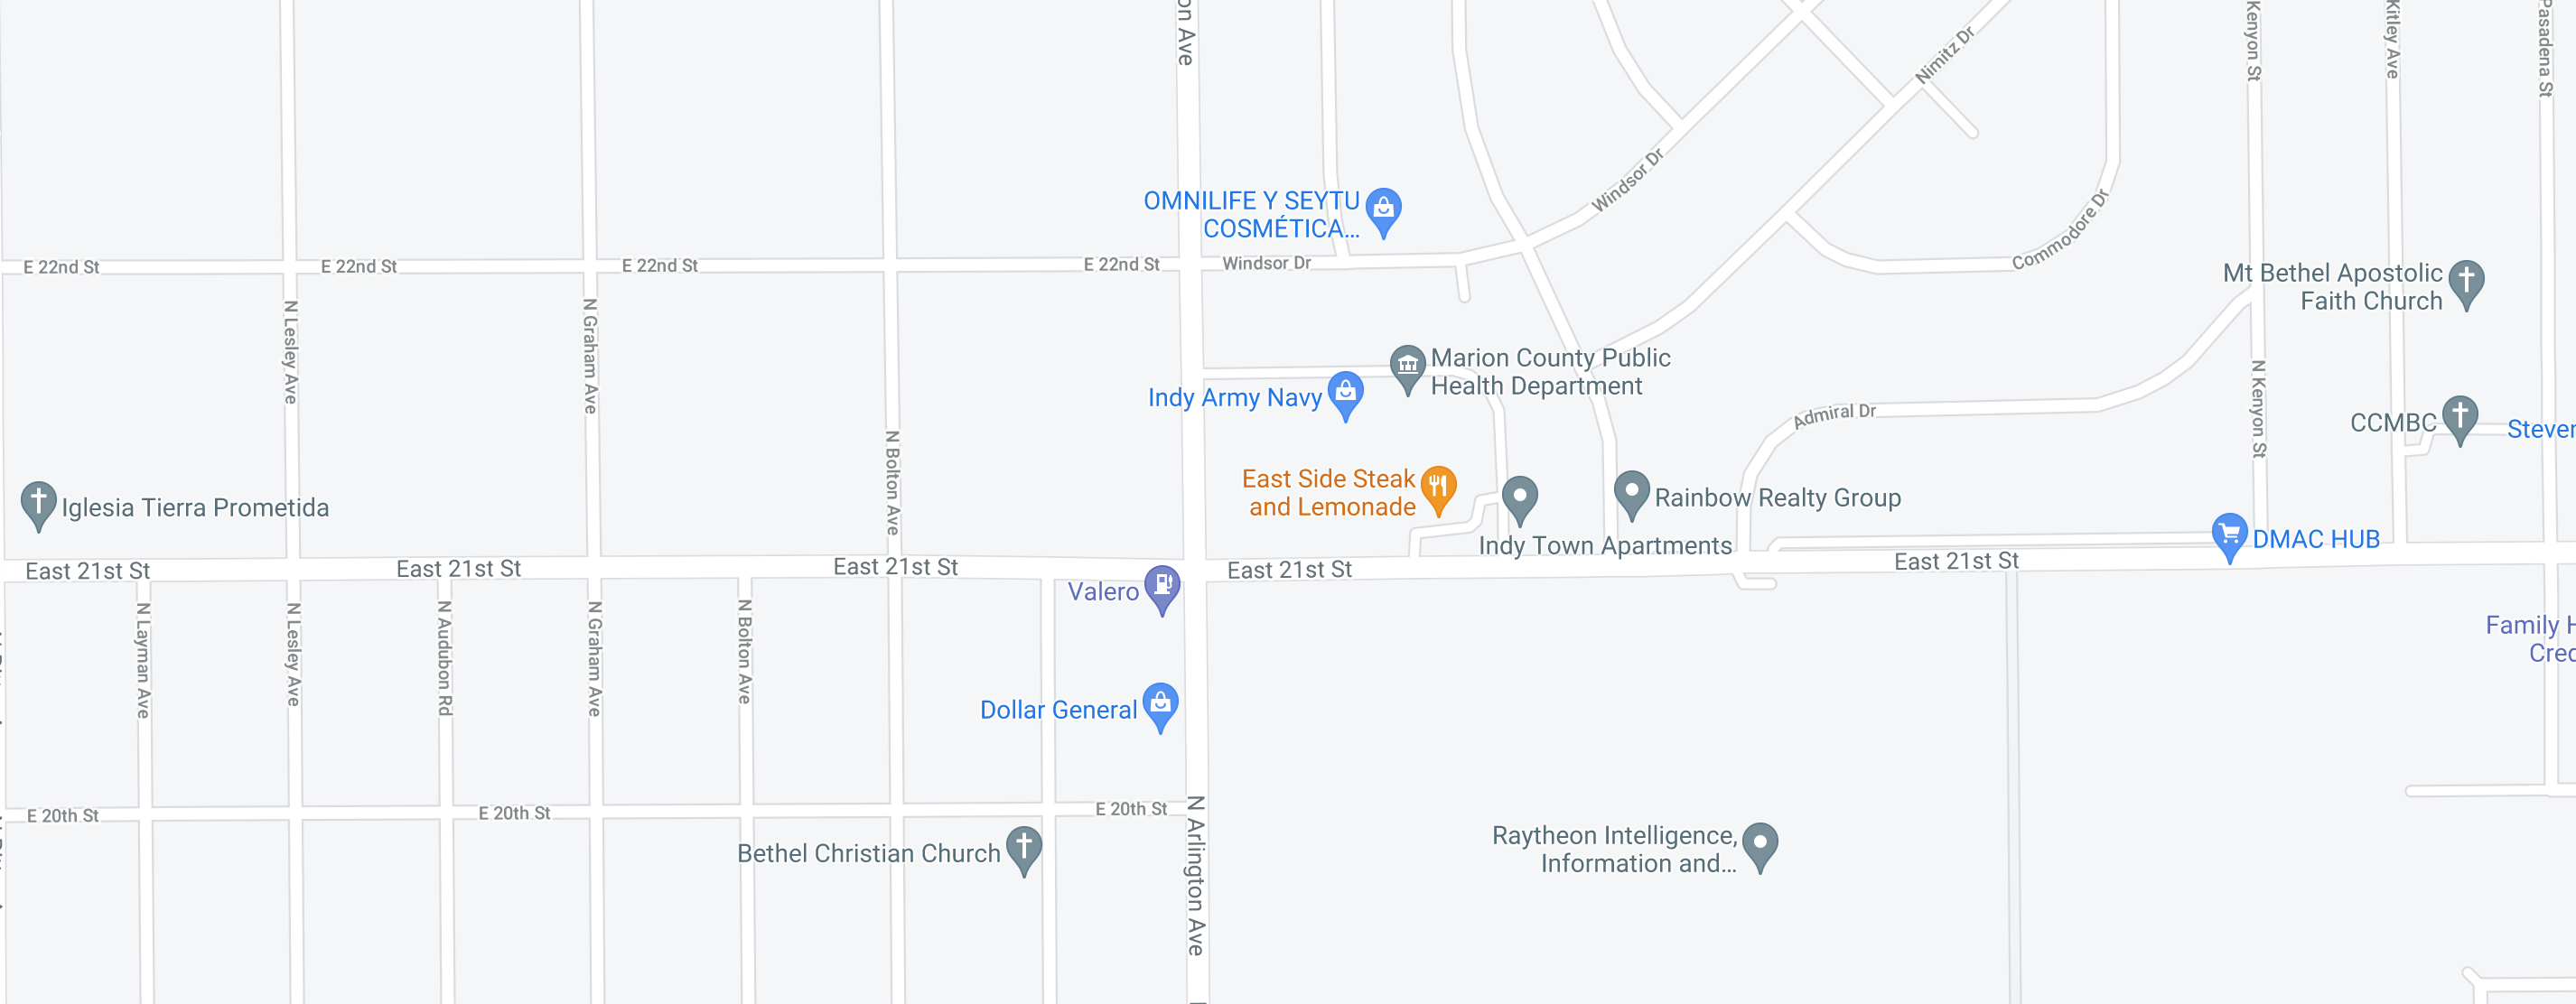 on Ave
Nimitz Dr
Kenyon St
Kitley Ave
Pasadena St
Windsor Dr
OMNILIFE Y SEYTU
COSMÉTICA...
Commodore Dr
E 22nd St
E 22nd St
E 22nd St
E 22nd St
Windsor Dr
Mt Bethel Apostolic
Faith Church
N Lesley Ave
N Graham Ave
Marion County Public
Health Department
Indy Army Navy
Admiral Dr
N Kenyon St
CCMBC
Steven
N Bolton Ave
East Side Steak
and Lemonade
Iglesia Tierra Prometida
Rainbow Realty Group
Indy Town Apartments
DMAC HUB
East 21st St
East 21st St
East 21st St
East 21st St
East 21st St
Valero
N Layman Ave
N Lesley Ave
N Audubon Rd
N Graham Ave
N Bolton Ave
Family H
Cred
Dollar General
E 20th St
E 20th St
E 20th St
N Arlington Ave
Bethel Christian Church
Raytheon Intelligence,
Information and...